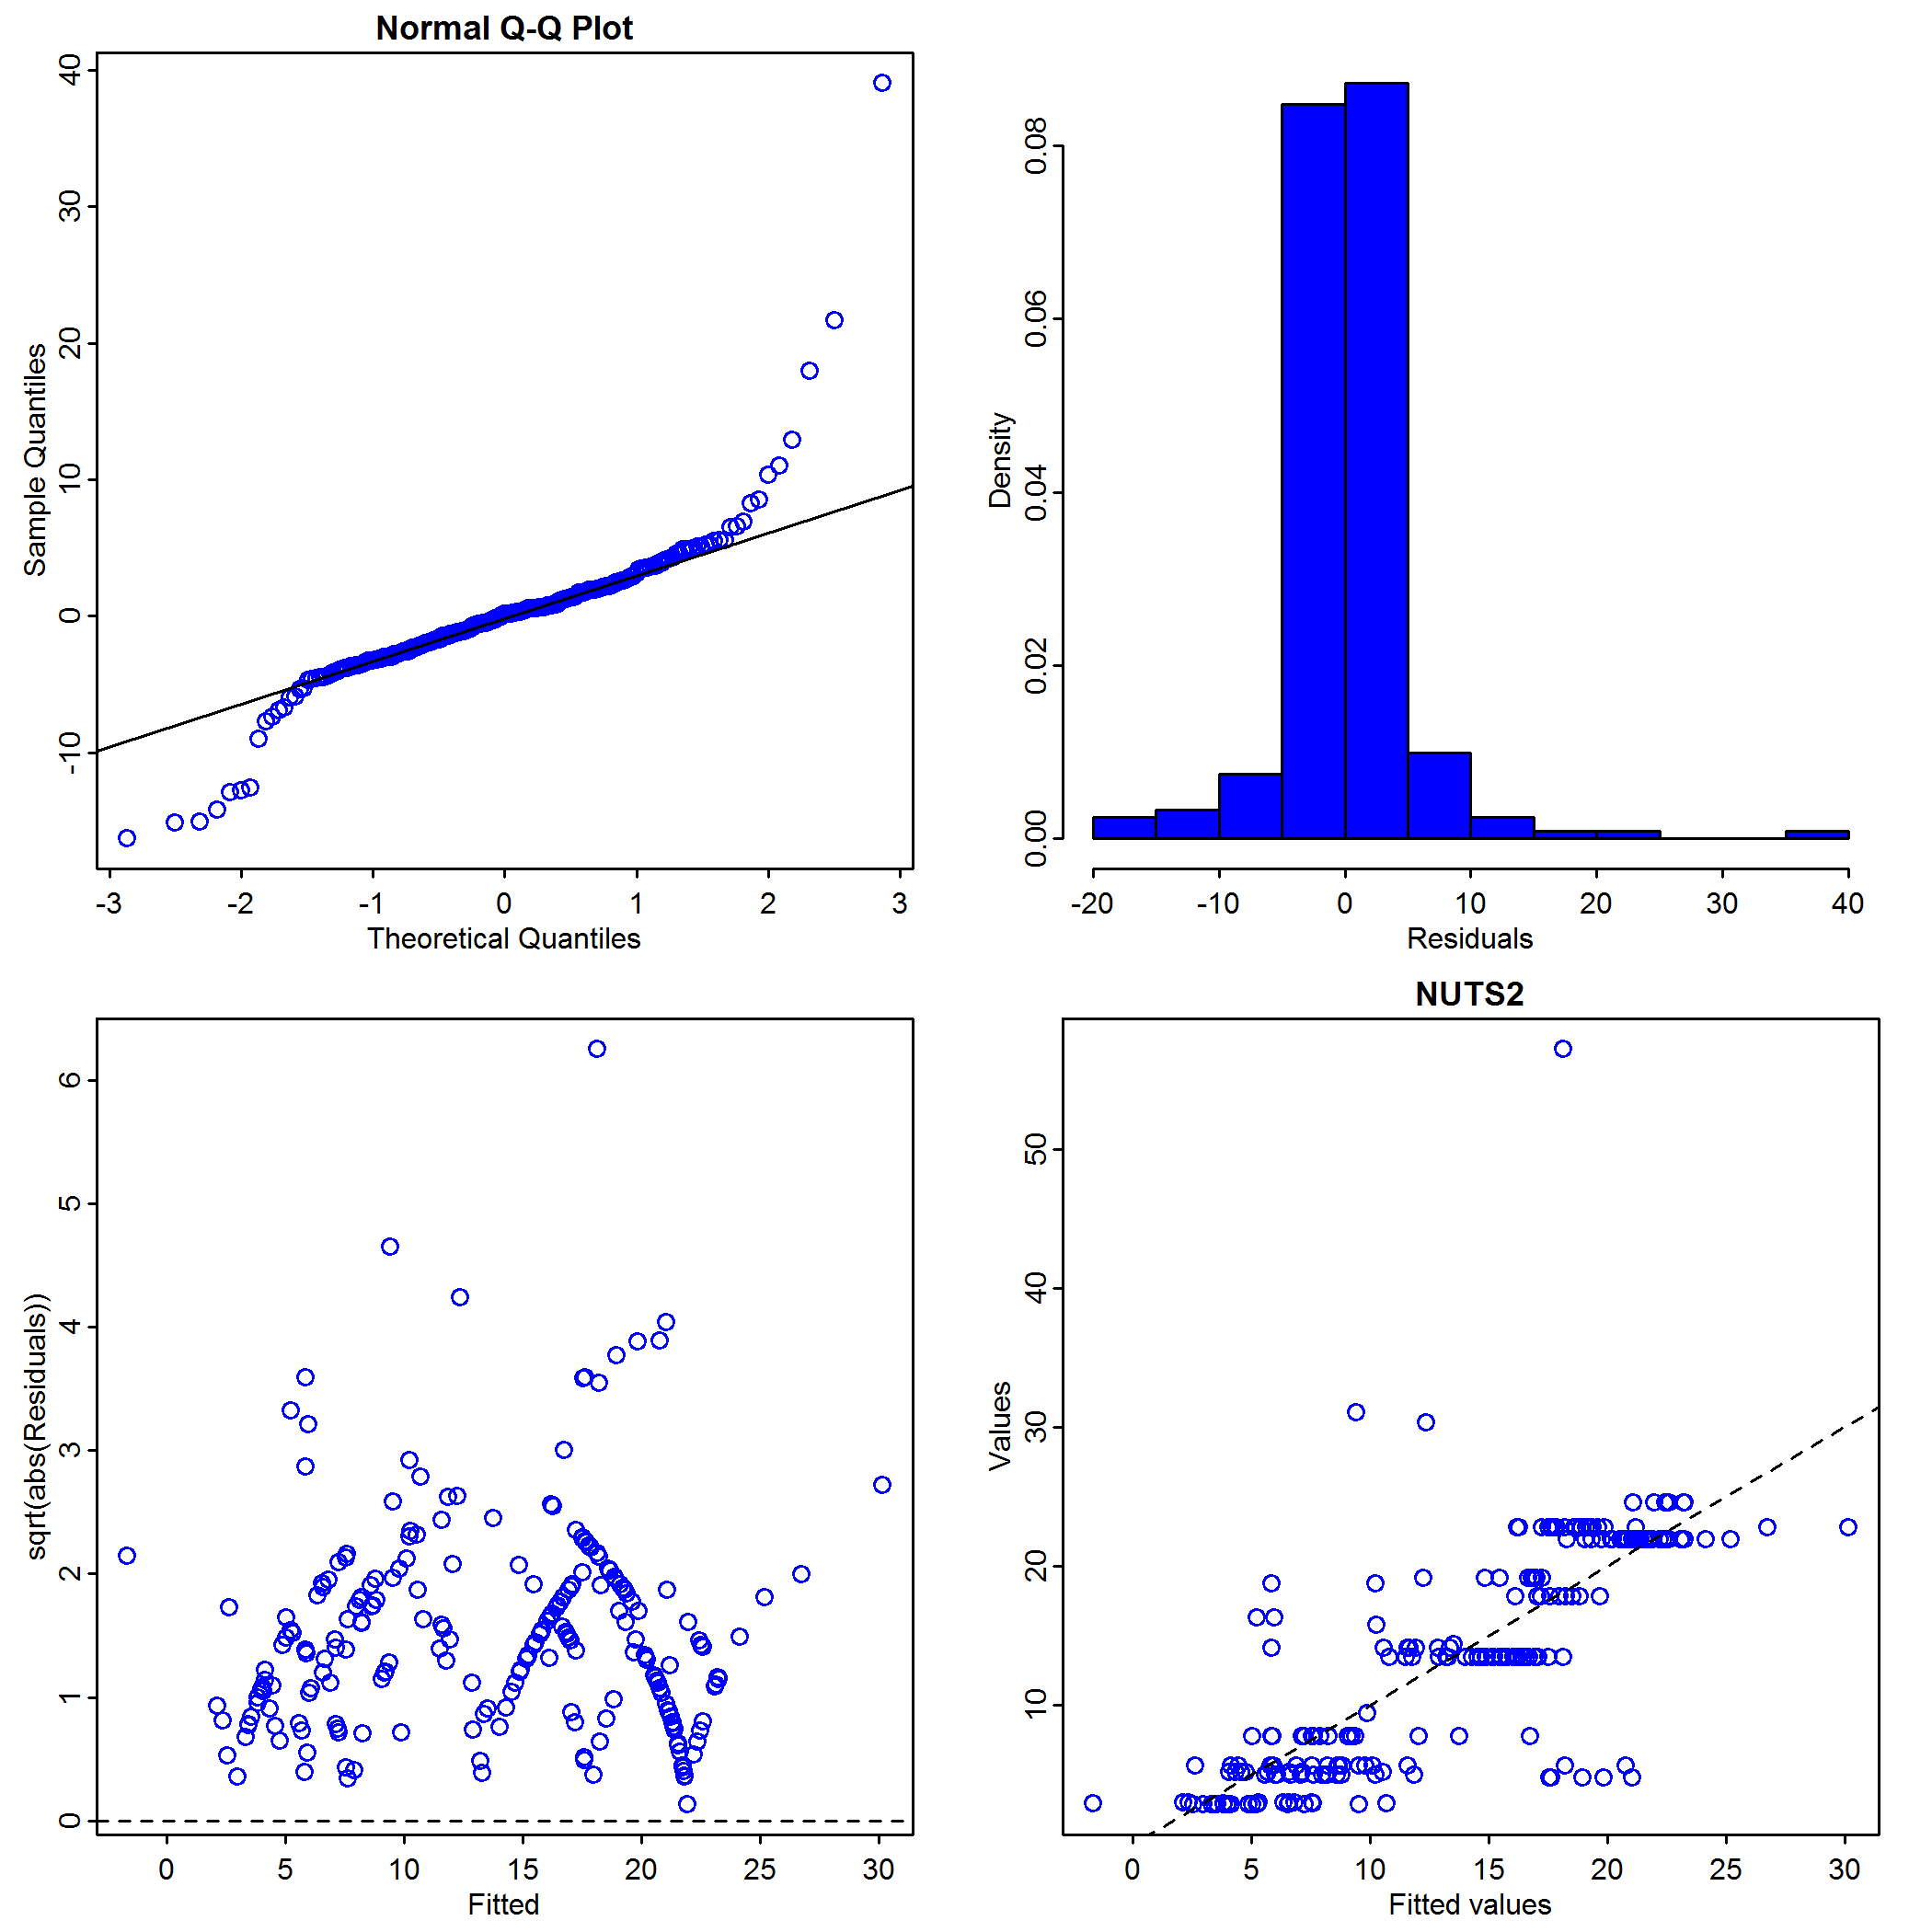 Normal Q-Q Plot
Sample Quantiles
40
30
20
10
0
-10
-3 -2 -1 0 1 2 3
Theoretical Quantiles
Density
0.08
0.06
0.04
0.02
0.00
-20 -10 0 10 20 30 40
Residuals
sqrt(abs(Residuals))
6
5
4
3
2
1
0
0 5 10 15 20 25 30
Fitted
NUTS2
Values
50
40
30
20
10
0 5 10 15 20 25 30
Fitted values